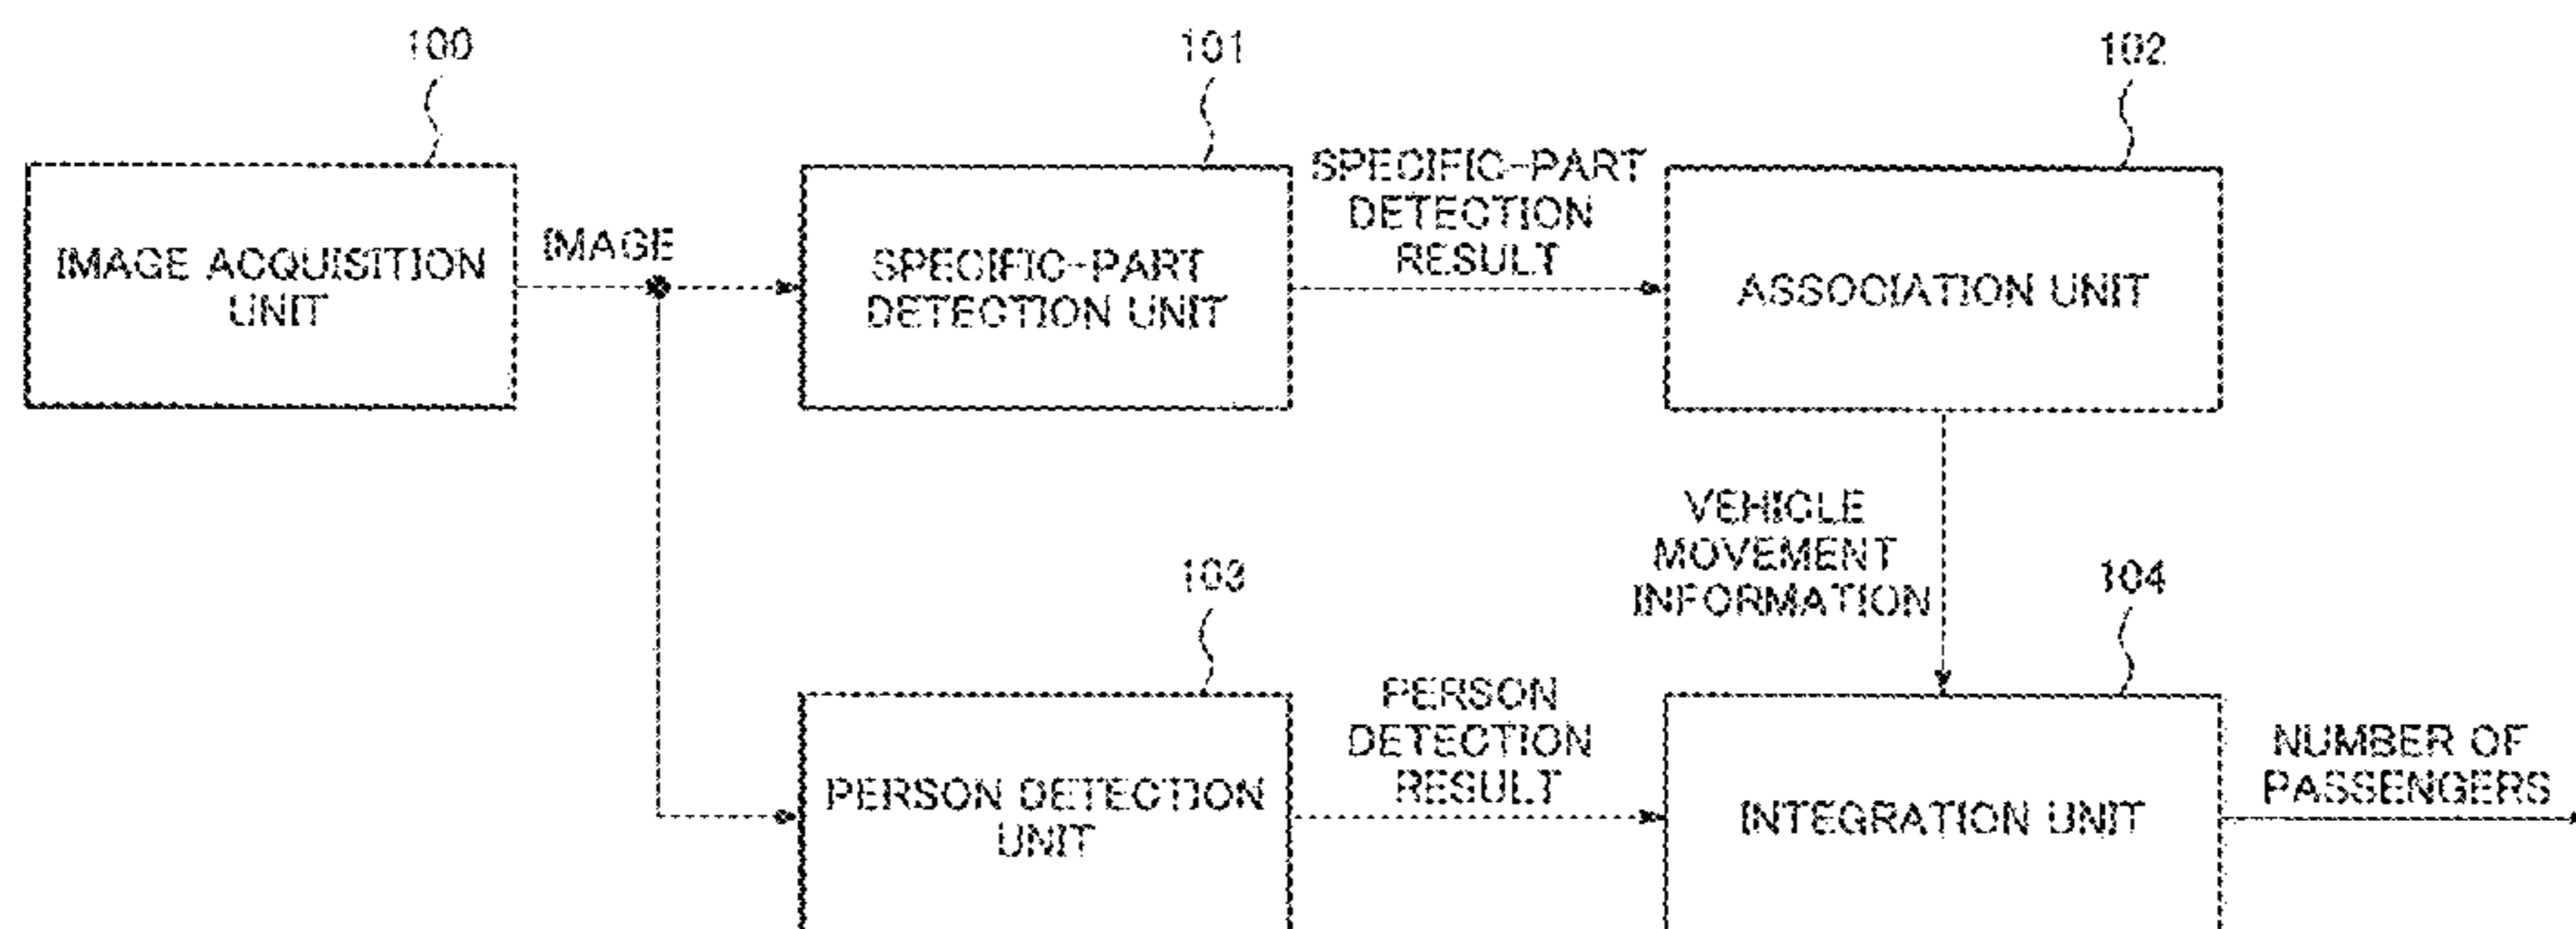 100
101
102
IMAGE ACQUISITION
UNIT
IMAGE
SPECIFIC-PART
DETECTION UNIT
SPECIFIC-PART
DETECTION
RESULT
ASSOCIATION UNIT
VEHICLE
MOVEMENT
INFORMATION
103
104
PERSON DETECTION
UNIT
PERSON
DETECTION
RESULT
INTEGRATION UNIT
NUMBER OF
PASSENGERS